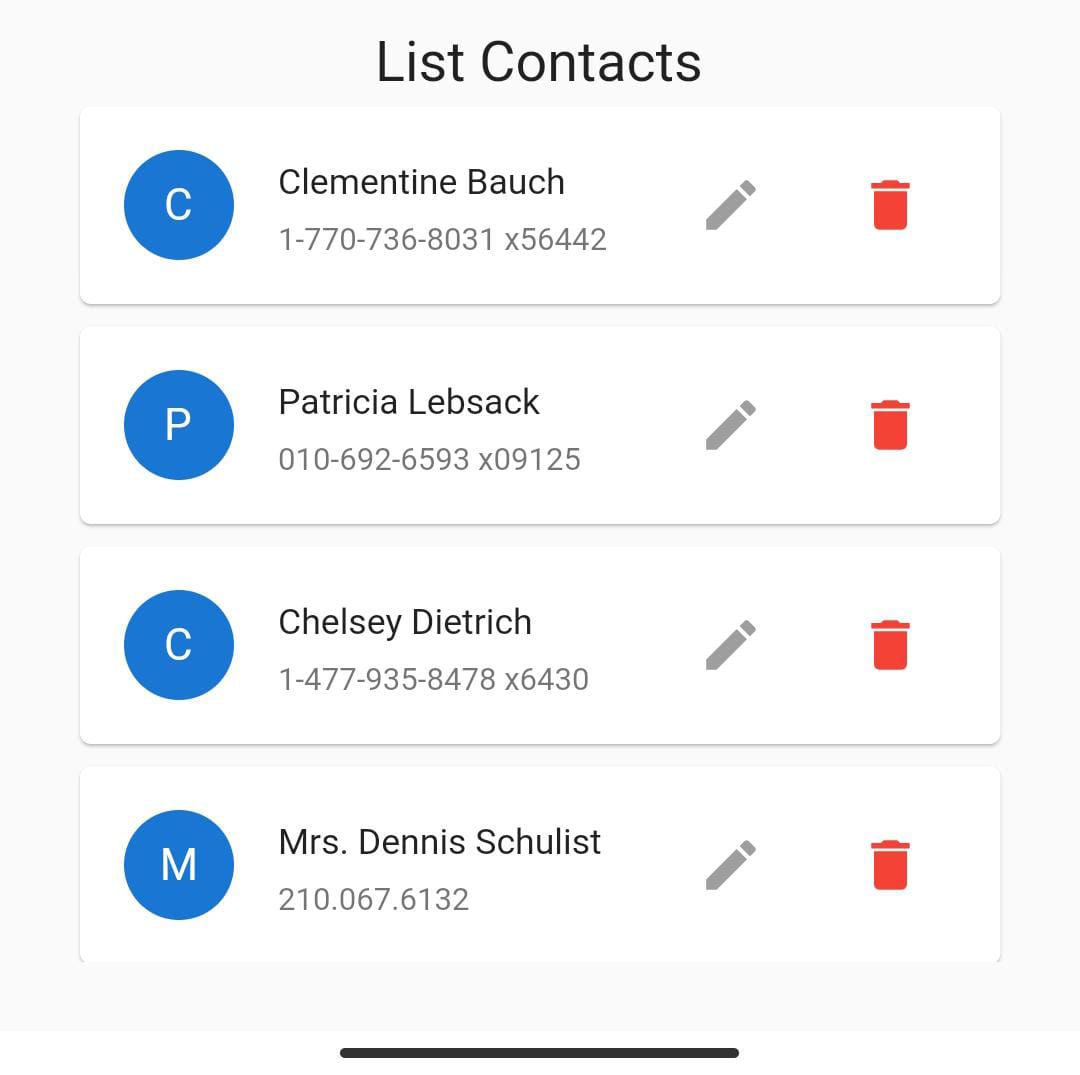 List Contacts
C
Clementine Bauch
1-770-736-8031 x56442
P
Patricia Lebsack
010-692-6593 x09125
C
Chelsey Dietrich
1-477-935-8478 x6430
M
Mrs. Dennis Schulist
210.067.6132